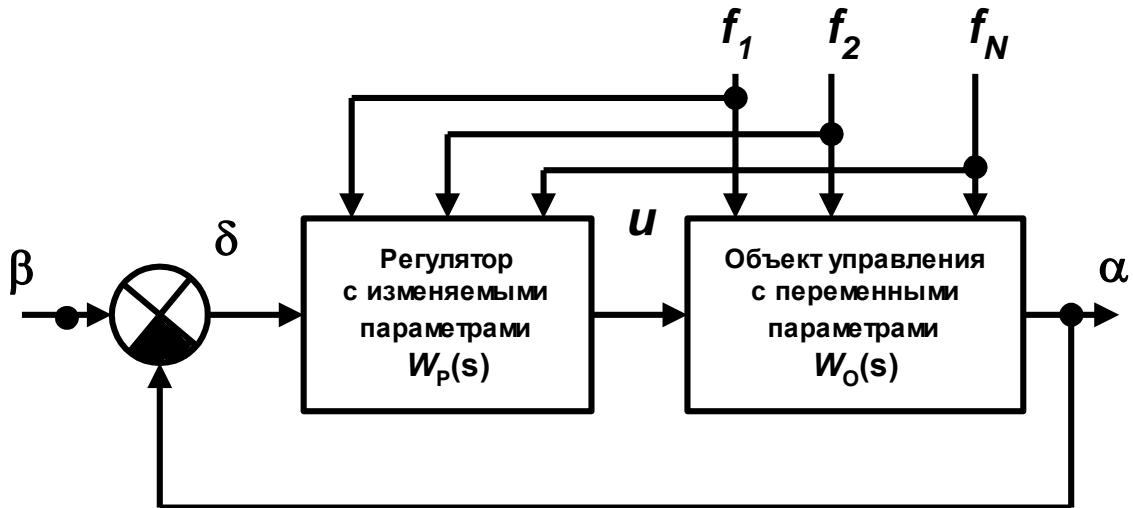 f1 f2 fN
β δ u α
Регулятор
с изменяемыми
параметрами
WР(s)
Объект управления
с переменными
параметрами
WО(s)